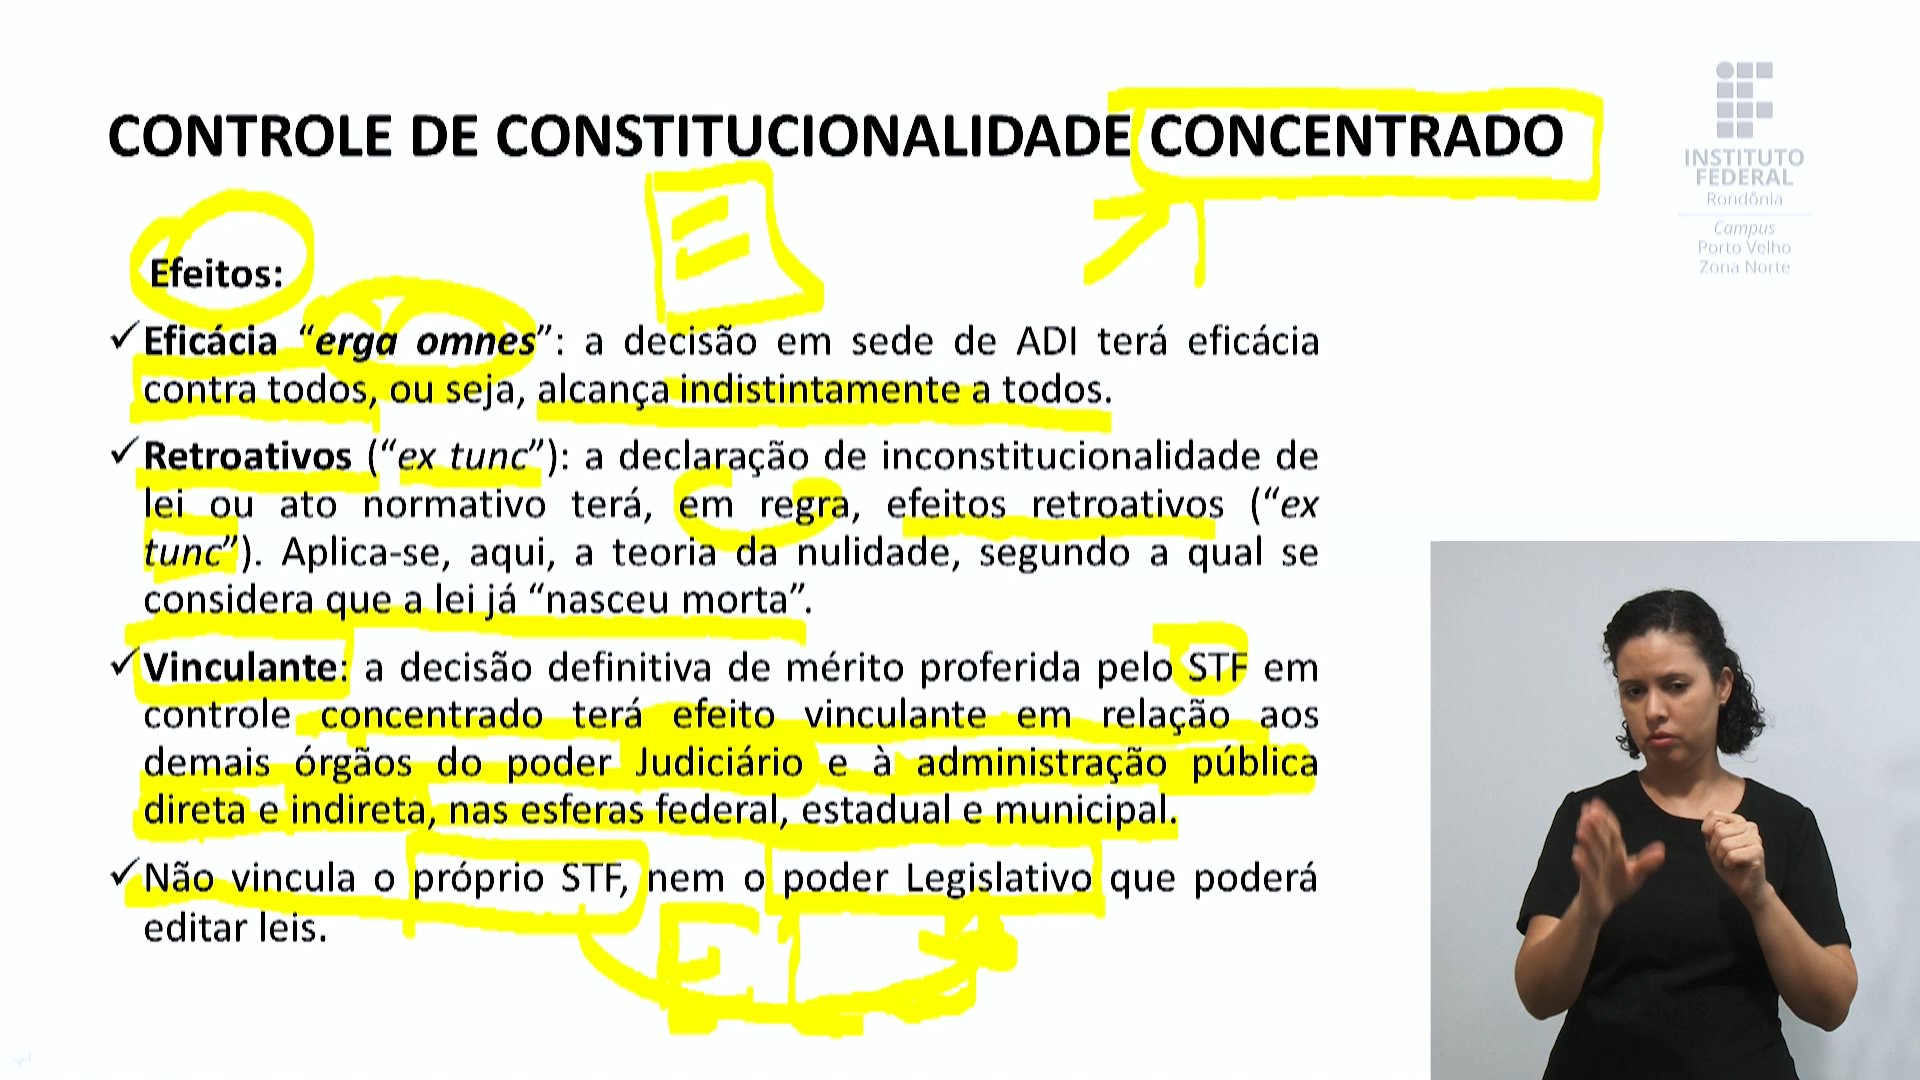 CONTROLE DE CONSTITUCIONALIDADE CONCENTRADO
INSTITUTO
FEDERAL
Rondônia
Campus
Porto Velho
Zona Norte
Efeitos:
✓ Eficácia “erga omnes”: a decisão em sede de ADI terá eficácia
contra todos, ou seja, alcança indistintamente a todos.
✓ Retroativos (“ex tunc”): a declaração de inconstitucionalidade de
lei ou ato normativo terá, em regra, efeitos retroativos (“ex
tunc”). Aplica-se, aqui, a teoria da nulidade, segundo a qual se
considera que a lei já “nasceu morta”.
✓ Vinculante: a decisão definitiva de mérito proferida pelo STF em
controle concentrado terá efeito vinculante em relação aos
demais órgãos do poder Judiciário e à administração pública
direta e indireta, nas esferas federal, estadual e municipal.
✓ Não vincula o próprio STF, nem o poder Legislativo que poderá
editar leis.